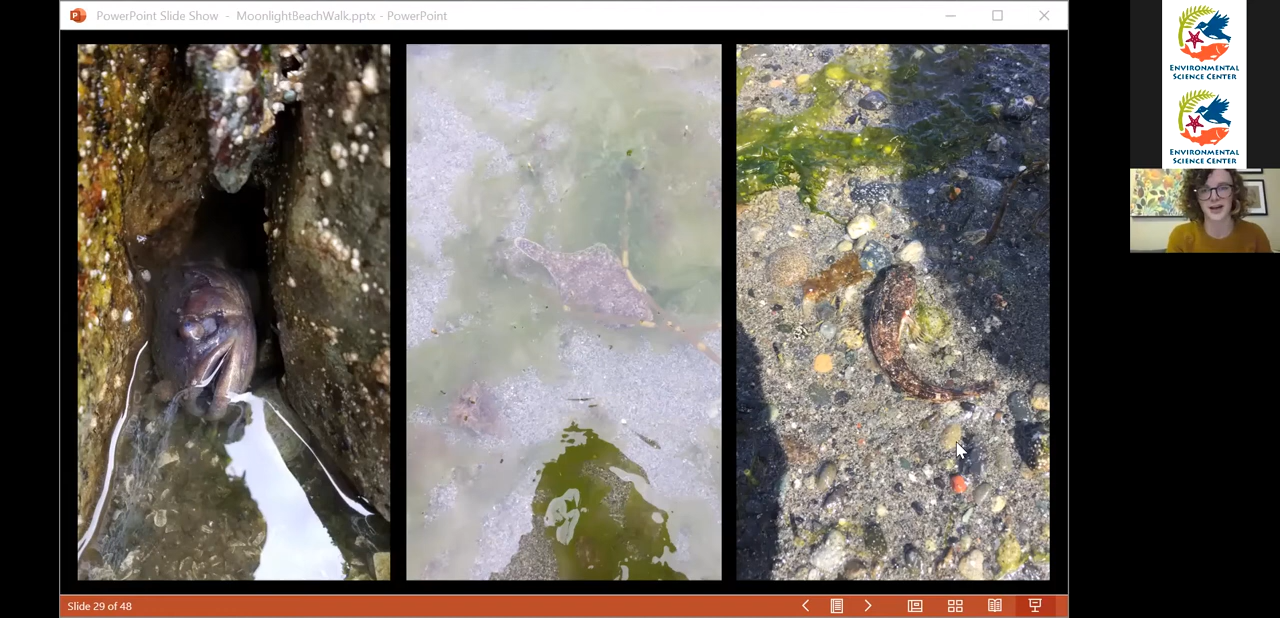 PowerPoint Slide Show - MoonlightBeachWalk.pptx - PowerPoint
ENVIRONMENTAL
SCIENCE CENTER
ENVIRONMENTAL
SCIENCE CENTER
Slide 29 of 48